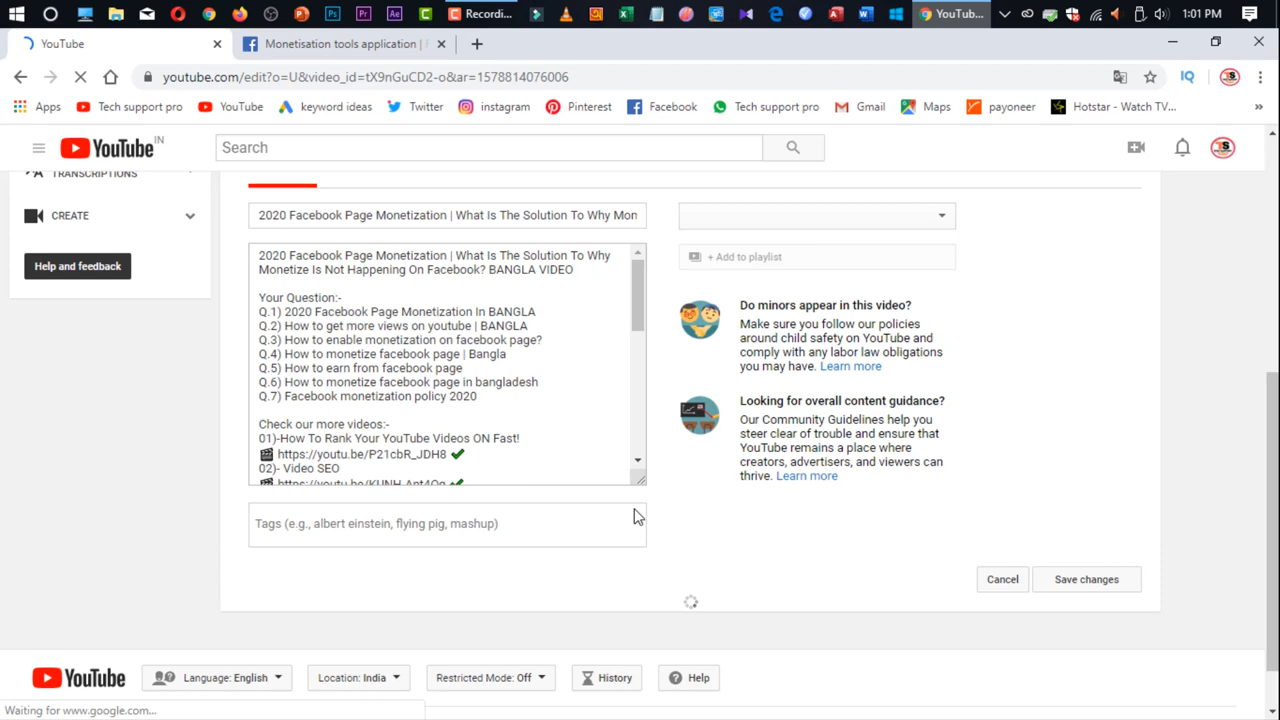 Recordi...
YouTub...
1:01 PM
YouTube
Monetisation tools application |
youtube.com/edit?o=U&video_id=tX9nGuCD2-o&ar=1578814076006
Apps
Tech support pro
YouTube
keyword ideas
Twitter
instagram
Pinterest
Facebook
Tech support pro
Gmail
Maps
payoneer
Hotstar - Watch TV...
YouTube IN
Search
TRANSCRIPTIONS
CREATE
Help and feedback
2020 Facebook Page Monetization | What Is The Solution To Why Mon
+ Add to playlist
2020 Facebook Page Monetization | What Is The Solution To Why
Monetize Is Not Happening On Facebook? BANGLA VIDEO
Your Question:-
Q.1) 2020 Facebook Page Monetization In BANGLA
Q.2) How to get more views on youtube | BANGLA
Q.3) How to enable monetization on facebook page?
Q.4) How to monetize facebook page | Bangla
Q.5) How to earn from facebook page
Q.6) How to monetize facebook page in bangladesh
Q.7) Facebook monetization policy 2020
Check our more videos:-
01)-How To Rank Your YouTube Videos ON Fast!
https://youtu.be/P21cbR_JDH8
02)- Video SEO
https://youtu.be/KUNH-Ant4Og
Do minors appear in this video?
Make sure you follow our policies
around child safety on YouTube and
comply with any labor law obligations
you may have. Learn more
Looking for overall content guidance?
Our Community Guidelines help you
steer clear of trouble and ensure that
YouTube remains a place where
creators, advertisers, and viewers can
thrive. Learn more
Tags (e.g., albert einstein, flying pig, mashup)
Cancel
Save changes
YouTube
Language: English
Location: India
Restricted Mode: Off
History
Help
Waiting for www.google.com...